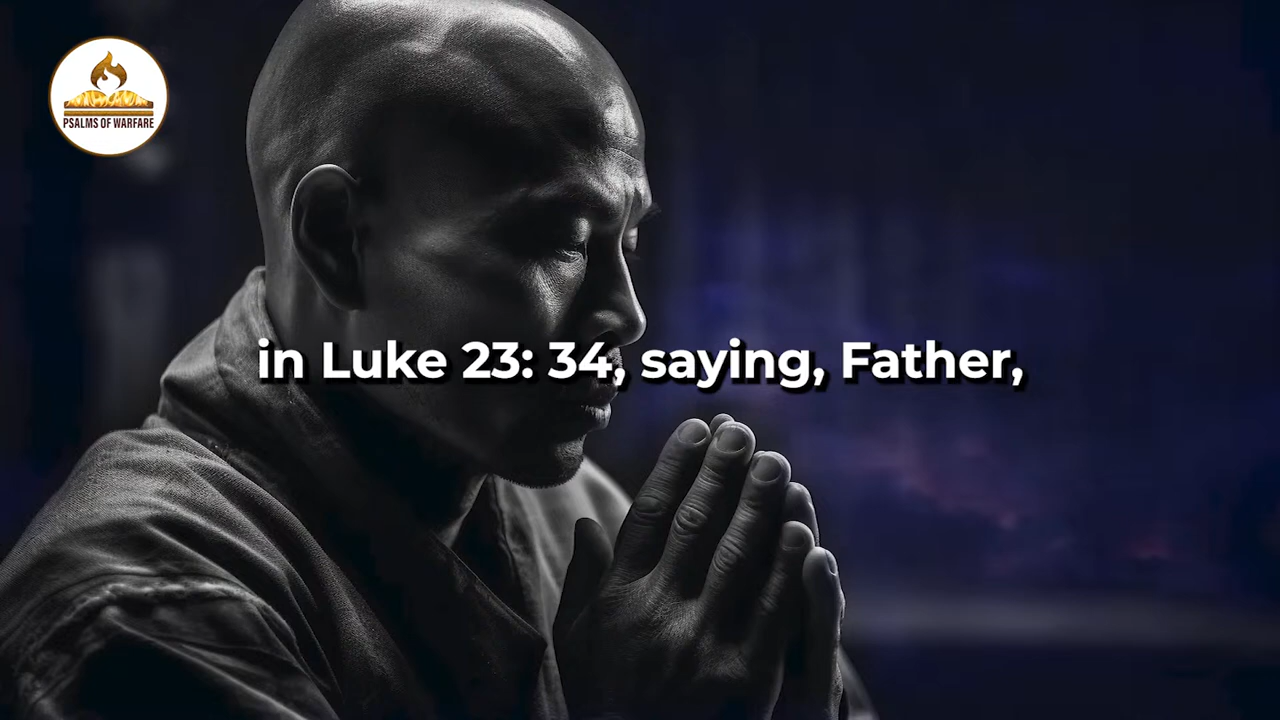 PSALMS OF WARFARE
in Luke 23: 34, saying, Father,